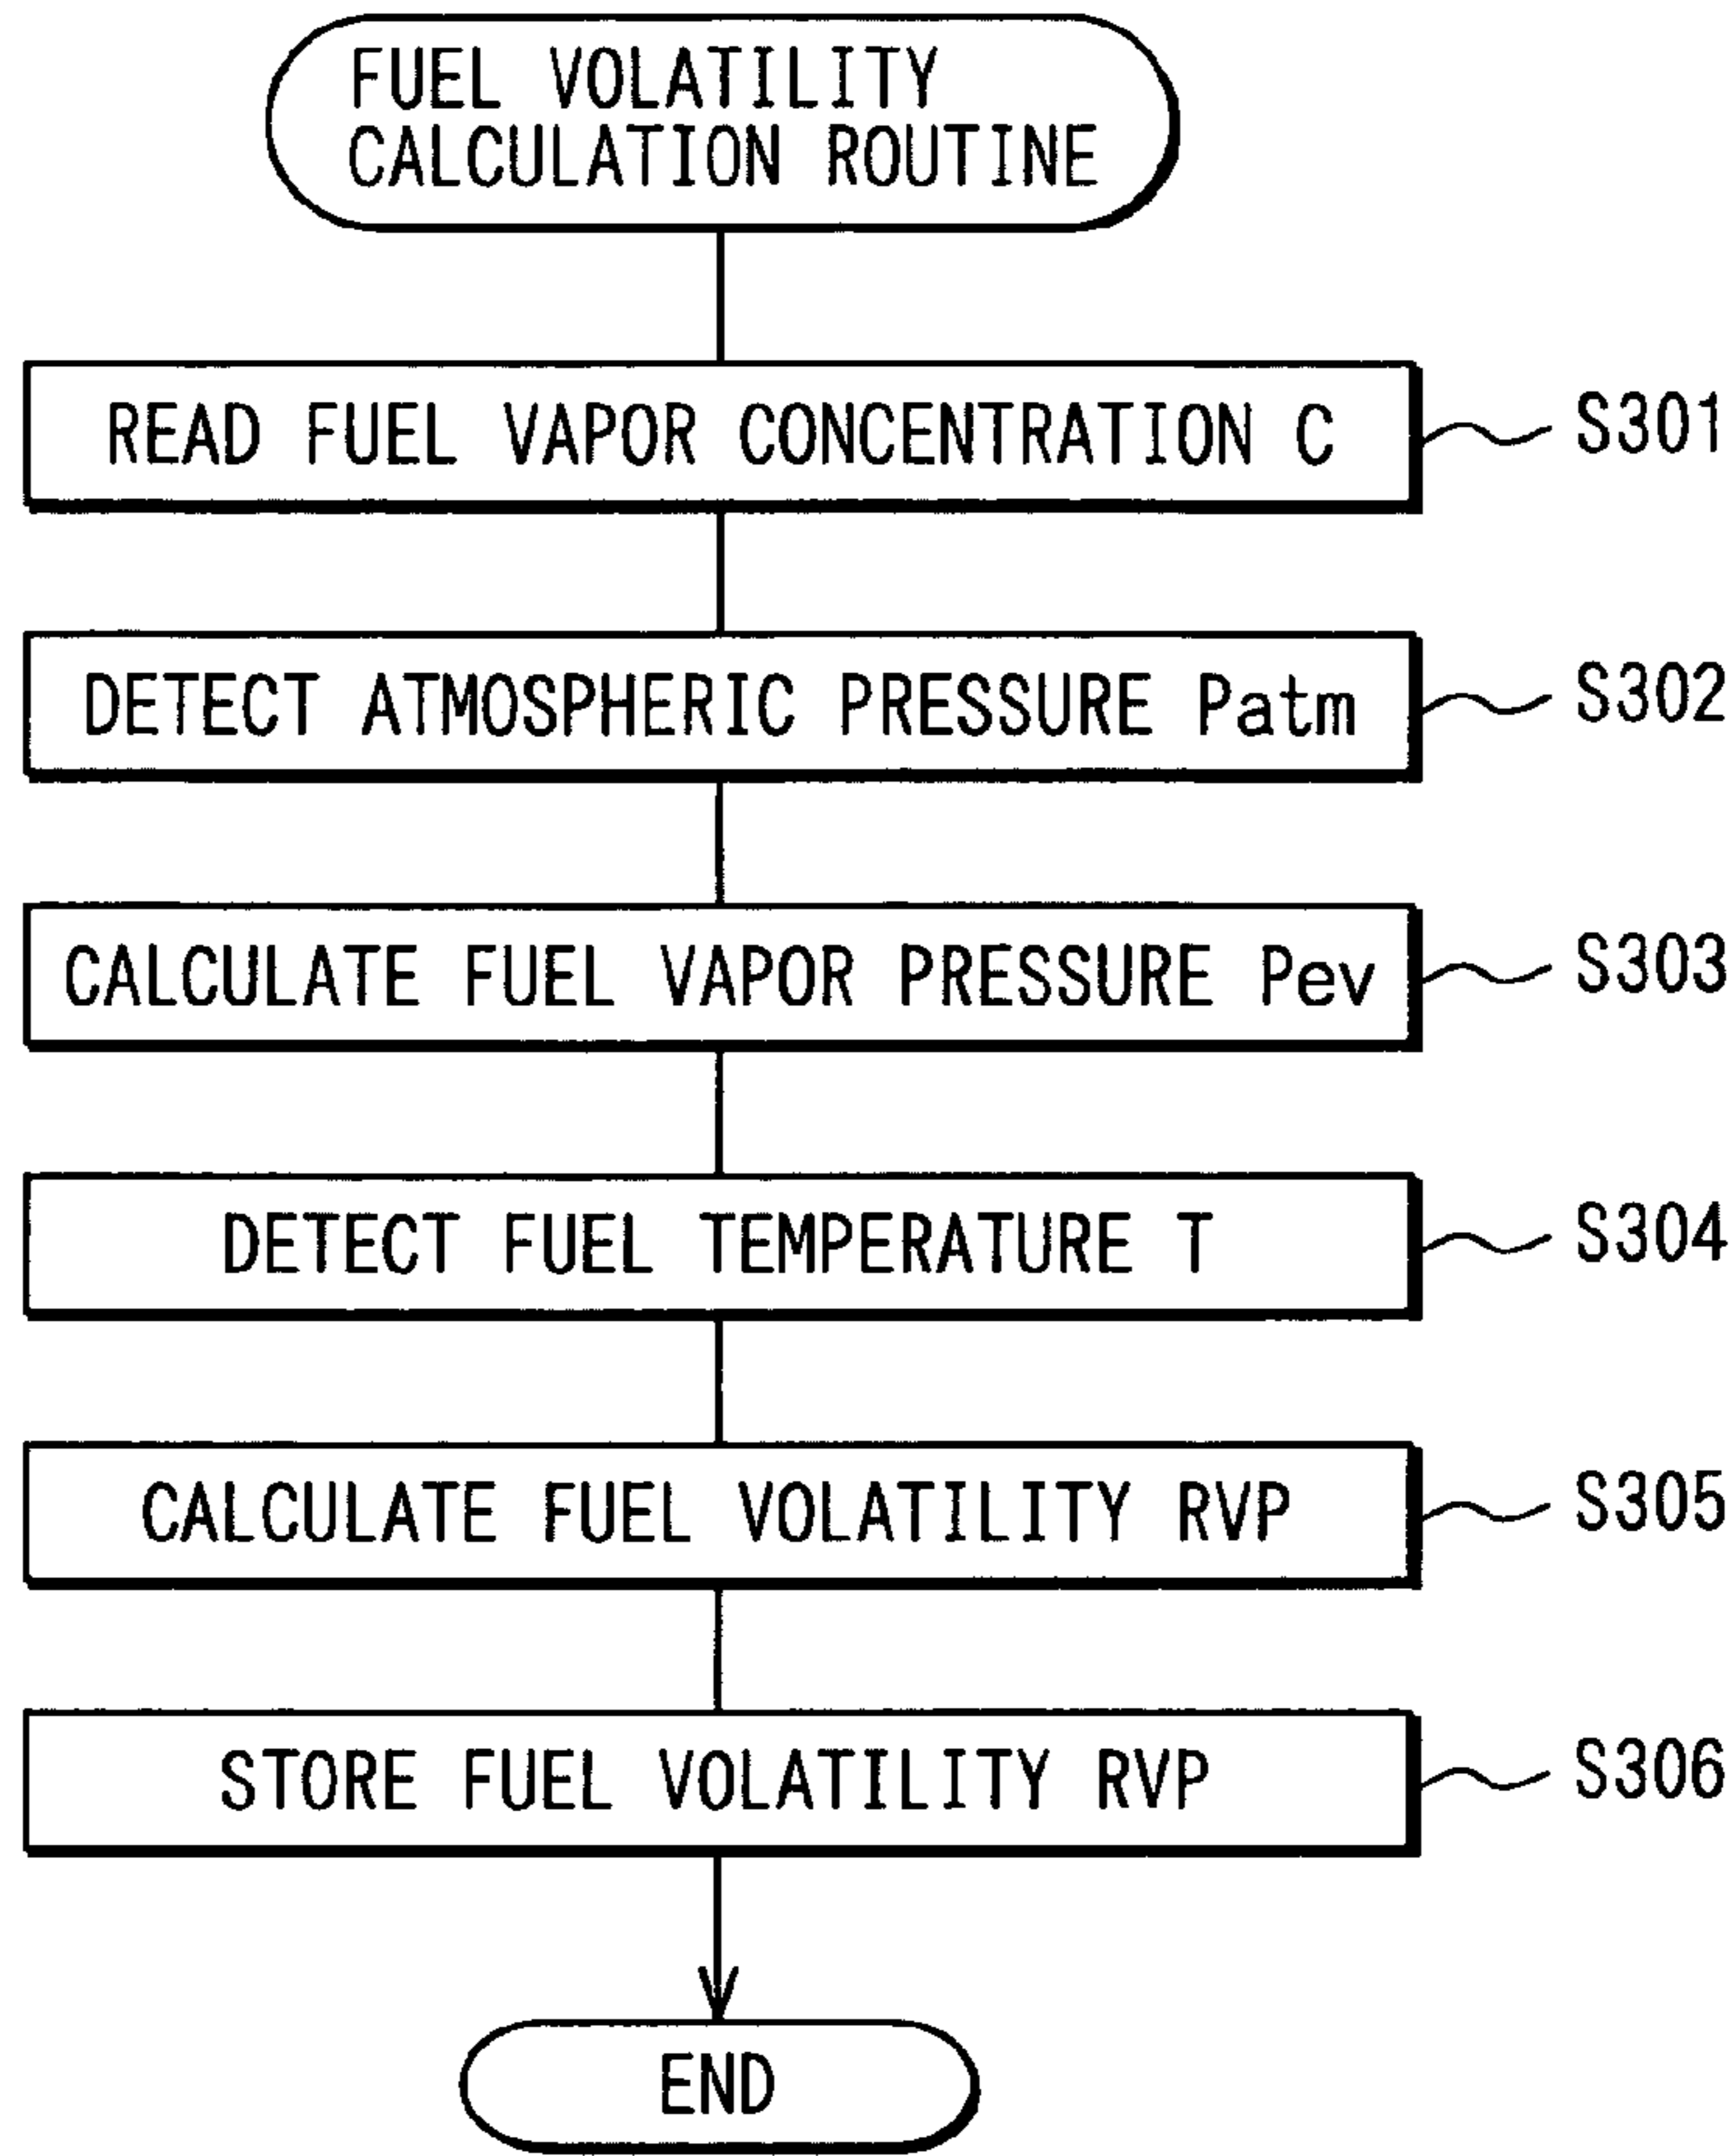 FUEL VOLATILITY
CALCULATION ROUTINE
READ FUEL VAPOR CONCENTRATION C
S301
DETECT ATMOSPHERIC PRESSURE Patm
S302
CALCULATE FUEL VAPOR PRESSURE Pev
S303
DETECT FUEL TEMPERATURE T
S304
CALCULATE FUEL VOLATILITY RVP
S305
STORE FUEL VOLATILITY RVP
S306
END